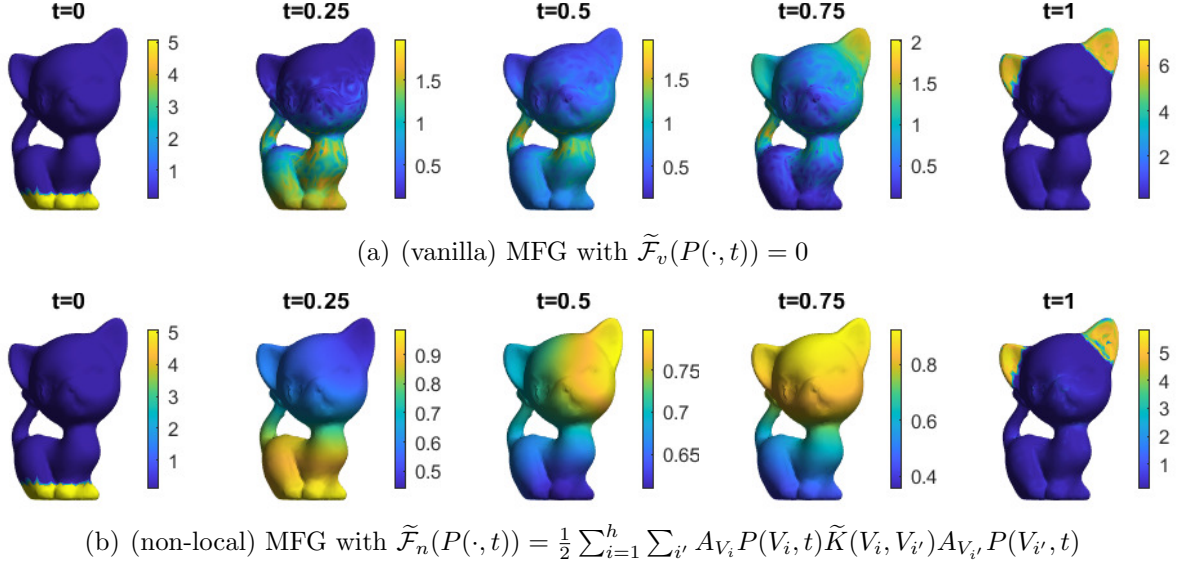 t=0 t=0.25 t=0.5 t=0.75 t=1
5 4 3 2 1
1.5 1 0.5
1.5 1 0.5
2 1.5 1 0.5
6 4 2
(a) (vanilla) MFG with $\widetilde{\mathcal{F}}_v(P(\cdot,t)) = 0$
t=0 t=0.25 t=0.5 t=0.75 t=1
5 4 3 2 1
0.9 0.8 0.7 0.6 0.5
0.75 0.7 0.65
0.8 0.6 0.4
5 4 3 2 1
(b) (non-local) MFG with $\widetilde{\mathcal{F}}_n(P(\cdot,t)) = \frac{1}{2} \sum_{i=1}^{h} \sum_{i'} A_{V_i} P(V_i,t) \widetilde{K}(V_i,V_{i'}) A_{V_{i'}} P(V_{i'},t)$